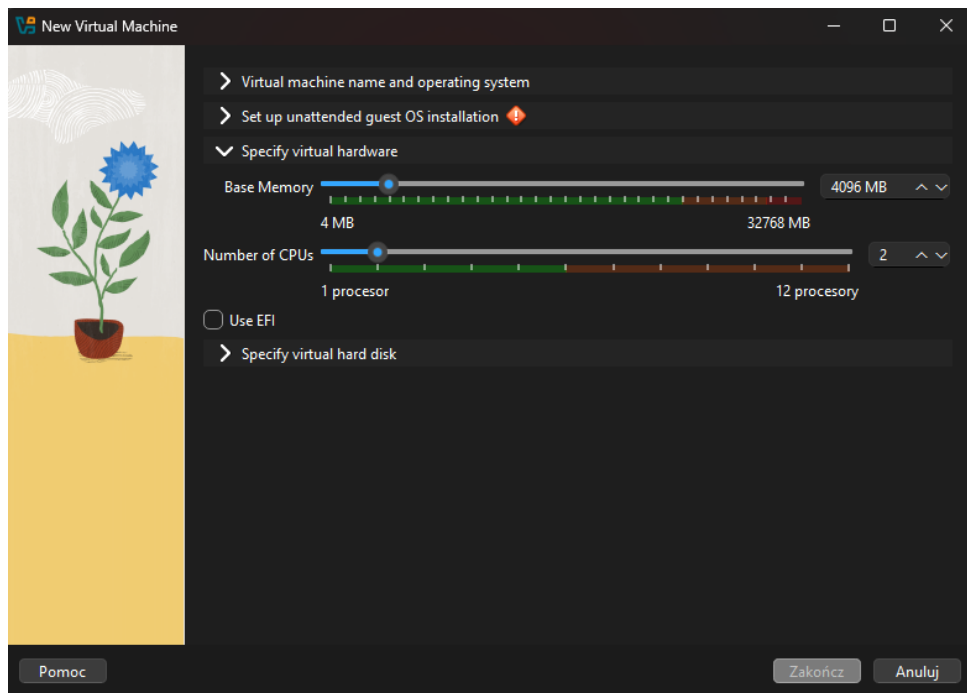 New Virtual Machine
Virtual machine name and operating system
Set up unattended guest OS installation
Specify virtual hardware
Base Memory 4096 MB
4 MB 32768 MB
Number of CPUs 2
1 procesor 12 procesory
Use EFI
Specify virtual hard disk
Pomoc Zakończ Anuluj